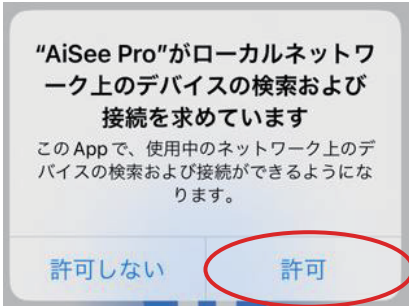 “AiSee Pro”がローカルネットワ
ーク上のデバイスの検索および
接続を求めています
このAppで、使用中のネットワーク上のデ
バイスの検索および接続ができるようにな
ります。
許可しない
許可